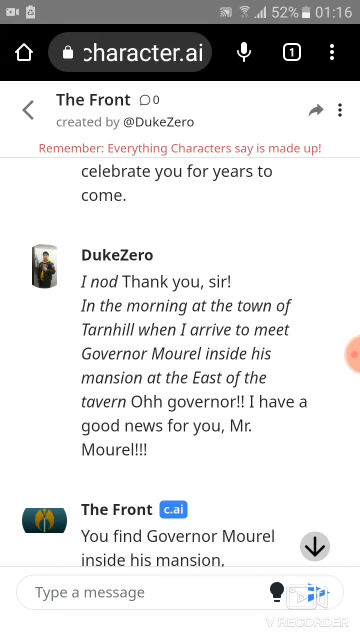 52% 01:16
character.ai 1
The Front 0
created by @DukeZero
Remember: Everything Characters say is made up!
celebrate you for years to
come.
DukeZero
I nod Thank you, sir!
In the morning at the town of
Tarnhill when I arrive to meet
Governor Mourel inside his
mansion at the East of the
tavern Ohh governor!! I have a
good news for you, Mr.
Mourel!!!
The Front c.ai
You find Governor Mourel
inside his mansion,
Type a message
V RECORDER